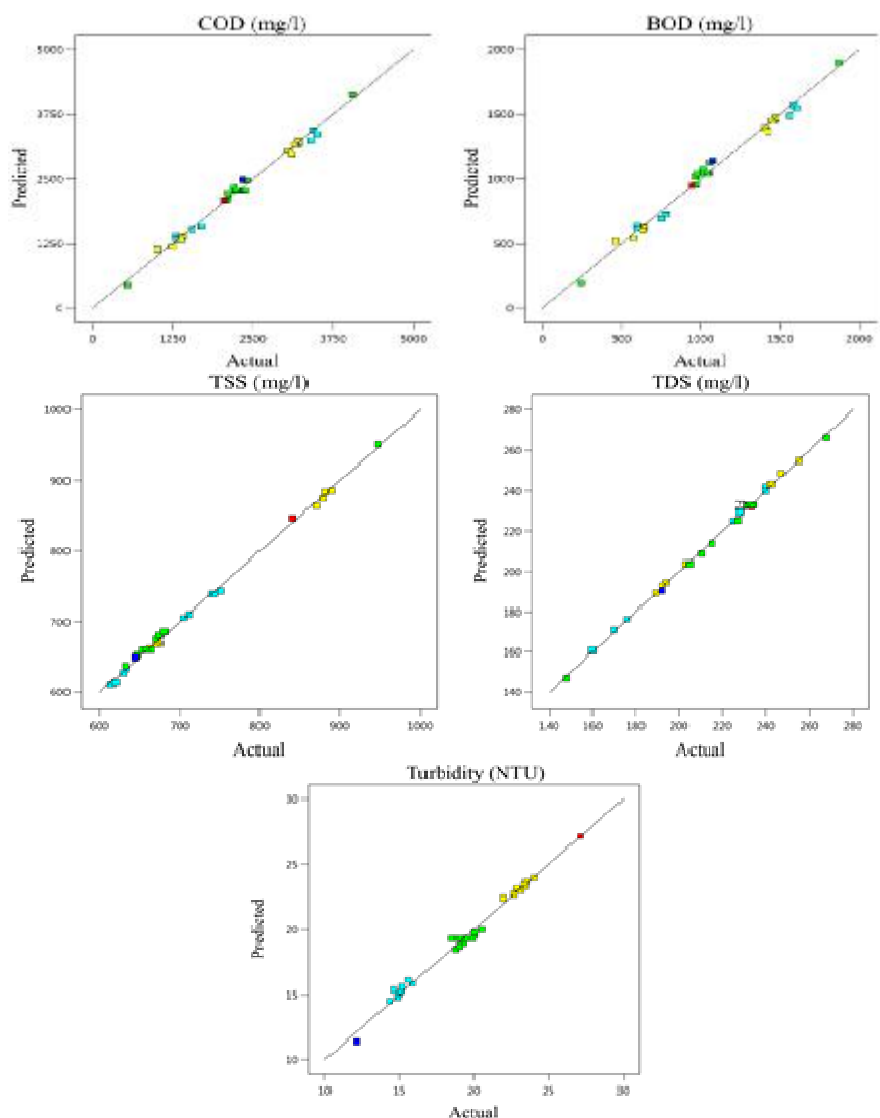 COD (mg/l)
5000
3750
2500
1250
0
Predicted
0 1250 2500 3750 5000
Actual
BOD (mg/l)
2000
1500
1000
500
0
Predicted
0 500 1000 1500 2000
Actual
TSS (mg/l)
1000
900
800
700
600
Predicted
600 700 800 900 1000
Actual
TDS (mg/l)
280
260
240
220
200
180
160
140
Predicted
140 160 180 200 220 240 260 280
Actual
Turbidity (NTU)
30
25
20
15
10
Predicted
10 15 20 25 30
Actual